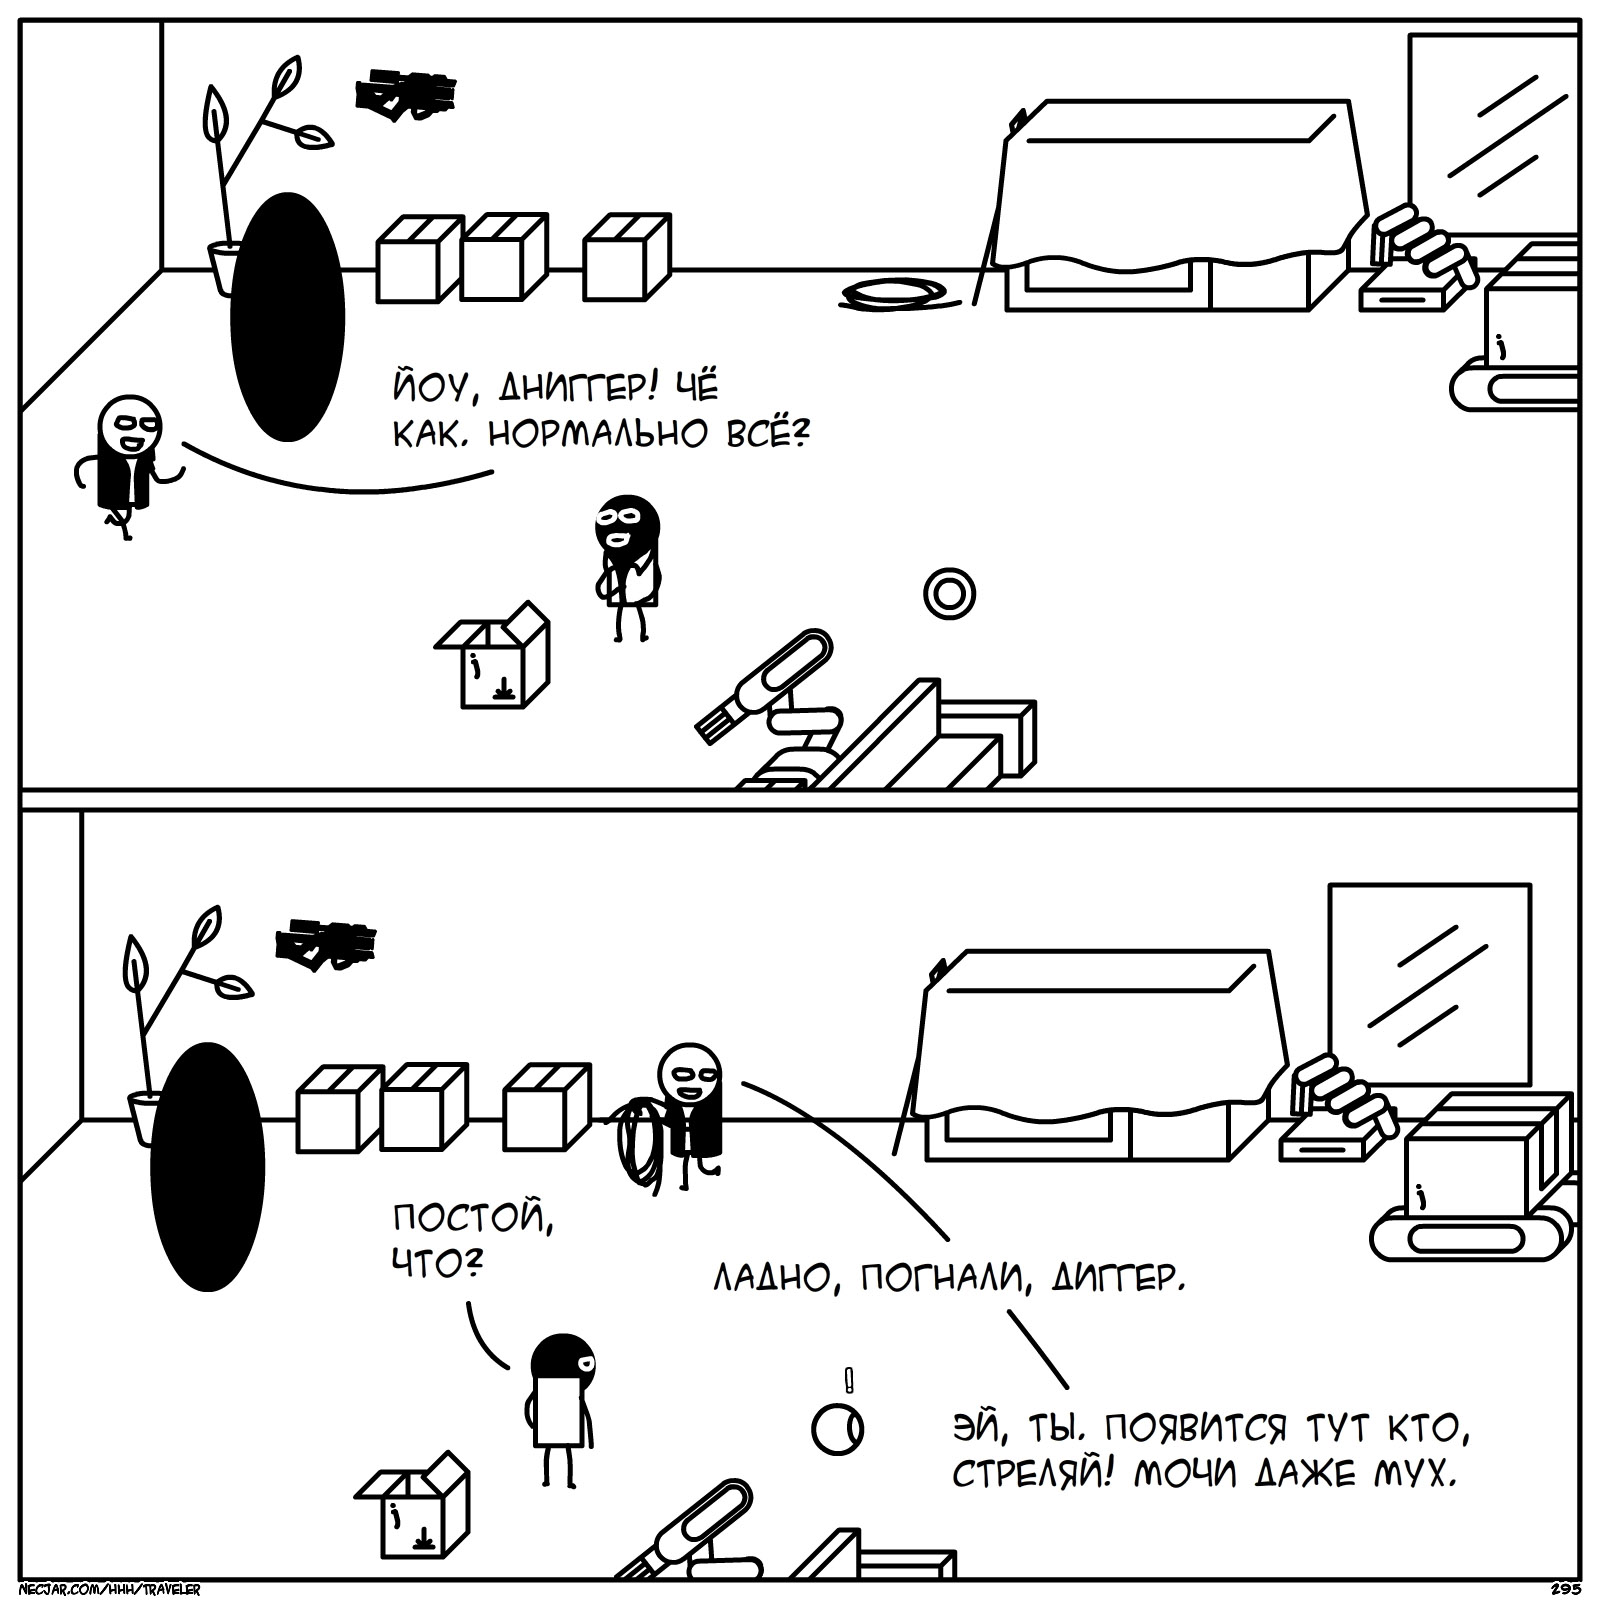 ЙОУ, ДНИГГЕР! ЧЁ
КАК. НОРМАЛЬНО ВСЁ?
ПОСТОЙ,
ЧТО?
ЛАДНО, ПОГНАЛИ, ДИГГЕР.
!
ЭЙ, ТЫ. ПОЯВИТСЯ ТУТ КТО,
СТРЕЛЯЙ! МОЧИ ДАЖЕ МУХ.
NECJAR.COM/HHH/TRAVELER
295